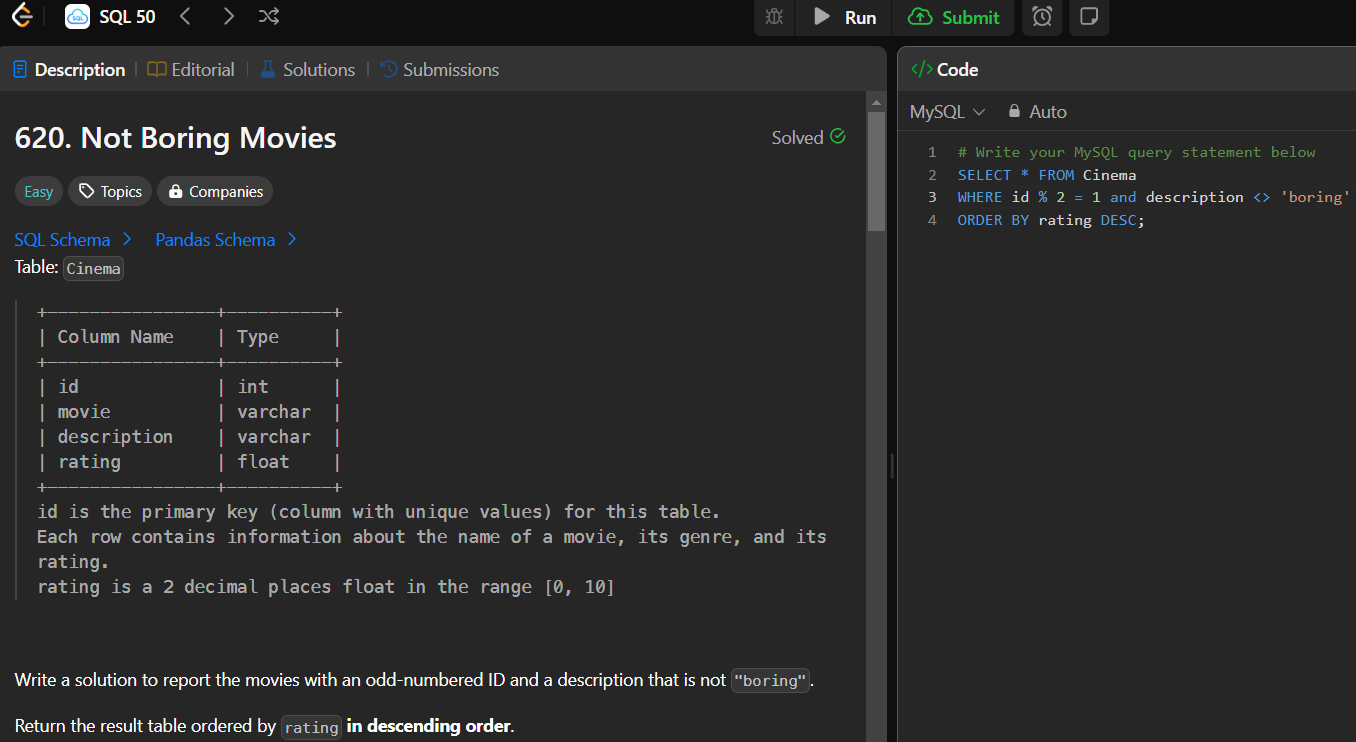 SQL 50 Run Submit
Description | Editorial | Solutions | Submissions
620. Not Boring Movies
Solved
Easy Topics Companies
SQL Schema > Pandas Schema >
Table: Cinema
+----------------+----------+
| Column Name    | Type     |
+----------------+----------+
| id             | int      |
| movie          | varchar  |
| description    | varchar  |
| rating         | float    |
+----------------+----------+
id is the primary key (column with unique values) for this table.
Each row contains information about the name of a movie, its genre, and its
rating.
rating is a 2 decimal places float in the range [0, 10]
Write a solution to report the movies with an odd-numbered ID and a description that is not "boring".
Return the result table ordered by rating in descending order.
</> Code
MySQL Auto
1 # Write your MySQL query statement below
2 SELECT * FROM Cinema
3 WHERE id % 2 = 1 and description <> 'boring'
4 ORDER BY rating DESC;